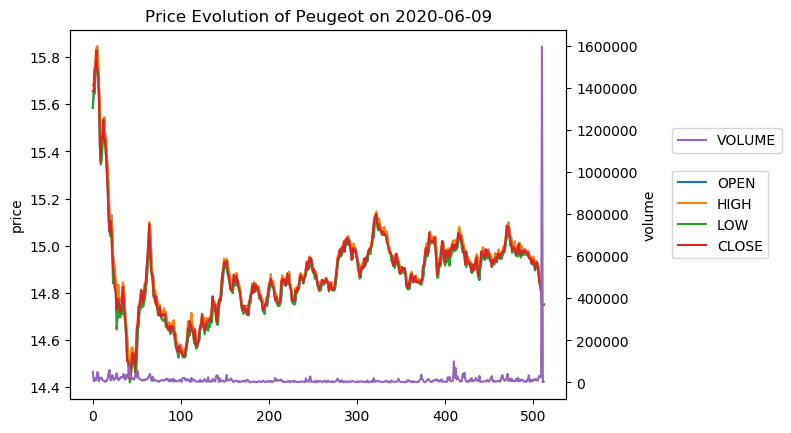 Price Evolution of Peugeot on 2020-06-09
price
15.8
15.6
15.4
15.2
15.0
14.8
14.6
14.4
0
100
200
300
400
500
1600000
1400000
1200000
1000000
800000
600000
400000
200000
0
volume
VOLUME
OPEN
HIGH
LOW
CLOSE